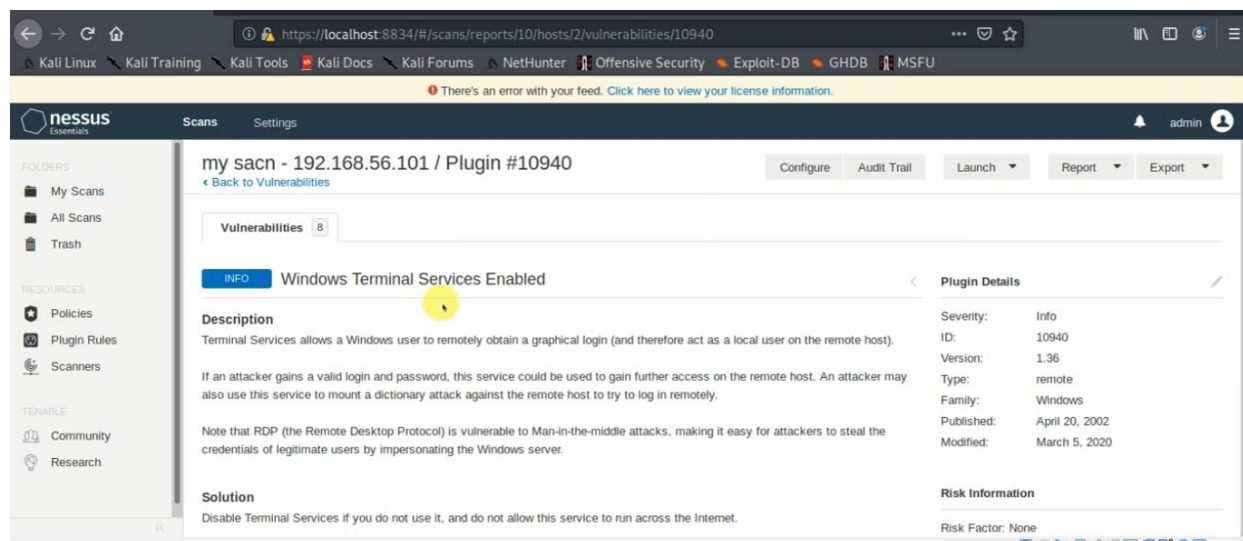 https://localhost:8834/#/scans/reports/10/hosts/2/vulnerabilities/10940
Kali Linux Kali Training Kali Tools Kali Docs Kali Forums NetHunter Offensive Security Exploit-DB GHDB MSFU
There's an error with your feed. Click here to view your license information.
nessus
Essentials
Scans Settings admin
FOLDERS
My Scans
All Scans
Trash
RESOURCES
Policies
Plugin Rules
Scanners
TENABLE
Community
Research
my sacn - 192.168.56.101 / Plugin #10940
Configure Audit Trail Launch Report Export
Back to Vulnerabilities
Vulnerabilities 8
INFO Windows Terminal Services Enabled
Description
Terminal Services allows a Windows user to remotely obtain a graphical login (and therefore act as a local user on the remote host).
If an attacker gains a valid login and password, this service could be used to gain further access on the remote host. An attacker may
also use this service to mount a dictionary attack against the remote host to try to log in remotely.
Note that RDP (the Remote Desktop Protocol) is vulnerable to Man-in-the-middle attacks, making it easy for attackers to steal the
credentials of legitimate users by impersonating the Windows server.
Solution
Disable Terminal Services if you do not use it, and do not allow this service to run across the Internet.
Plugin Details
Severity: Info
ID: 10940
Version: 1.36
Type: remote
Family: Windows
Published: April 20, 2002
Modified: March 5, 2020
Risk Information
Risk Factor: None